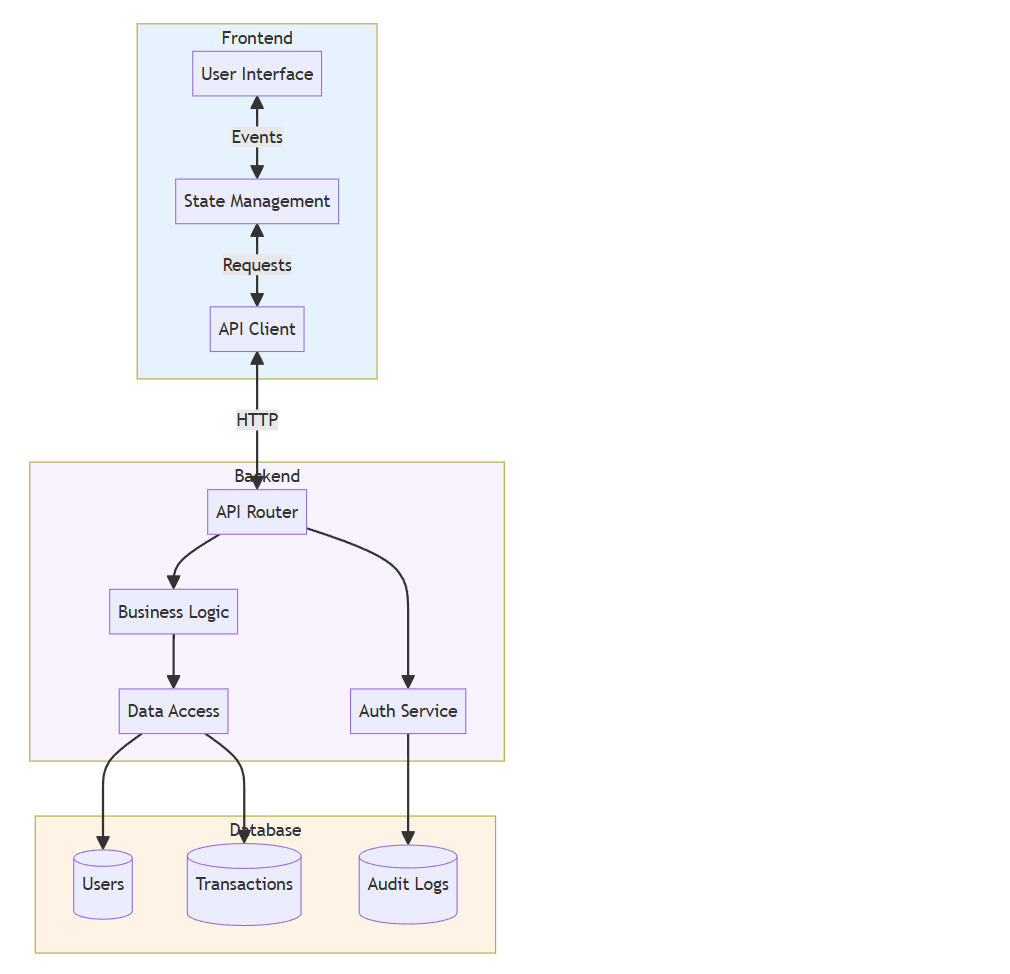 Frontend
User Interface
Events
State Management
Requests
API Client
HTTP
Backend
API Router
Business Logic
Data Access
Auth Service
Database
Users
Transactions
Audit Logs